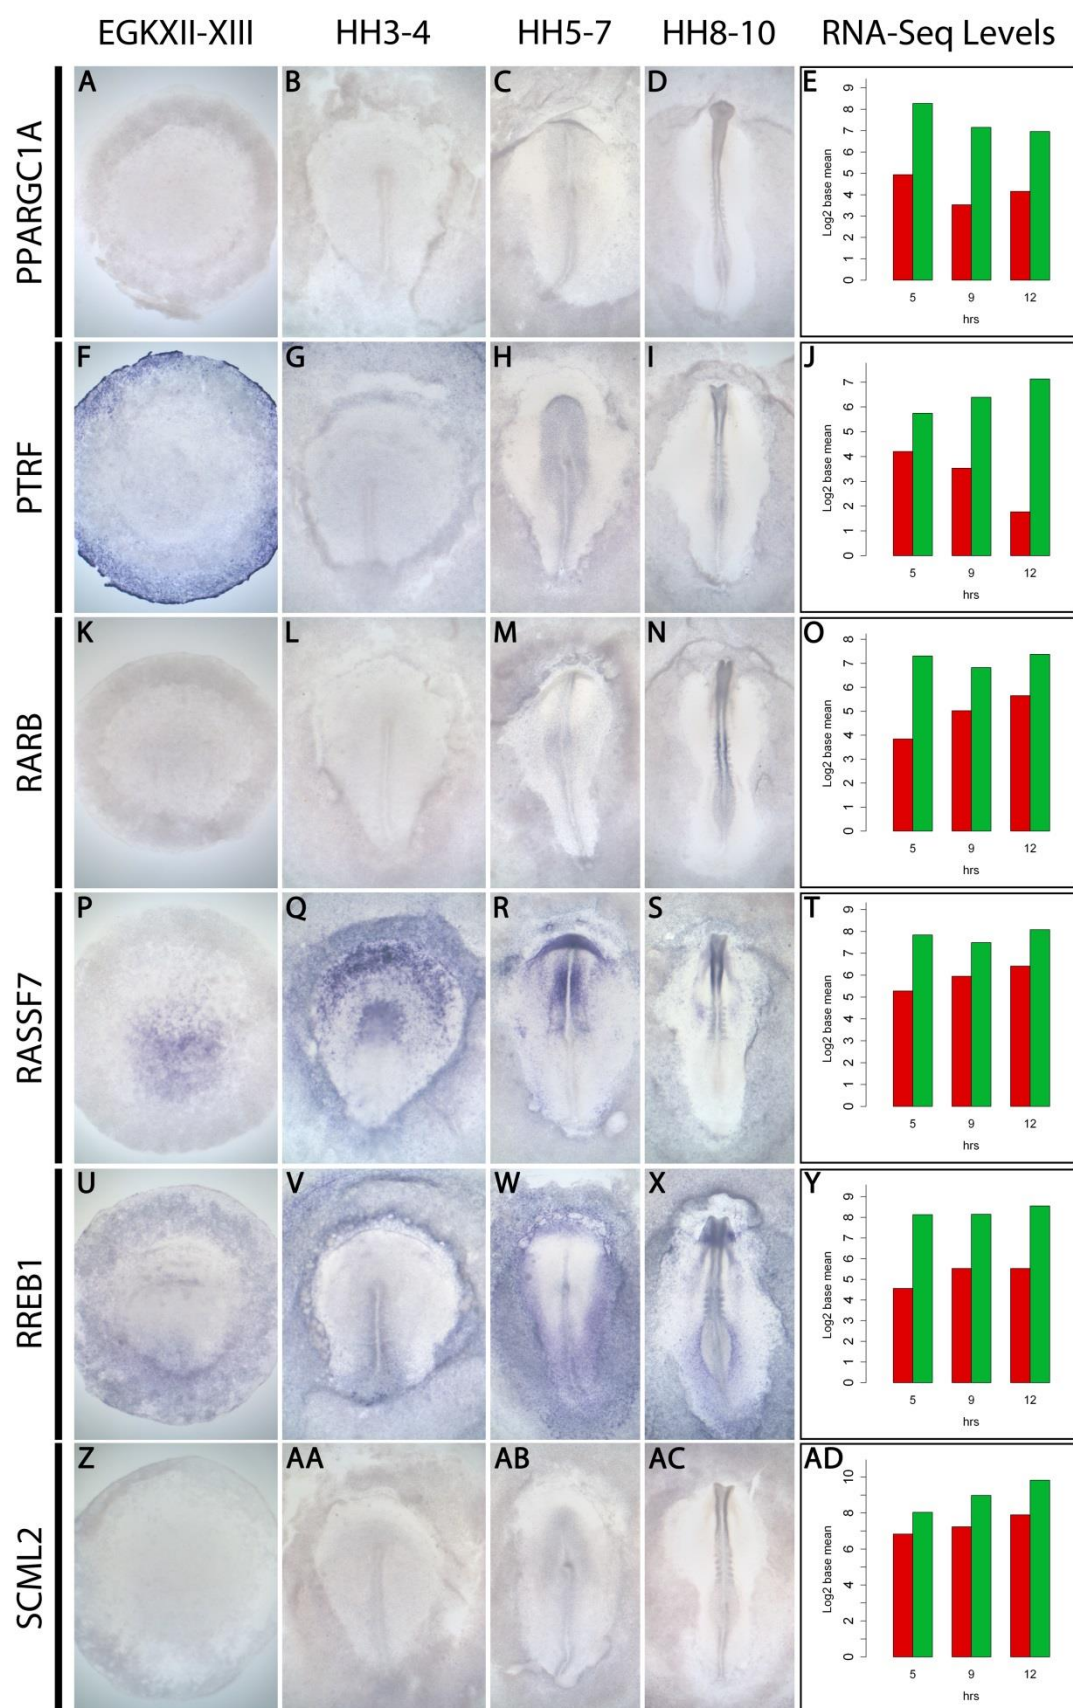 EGKXII-XIII HH3-4 HH5-7 HH8-10 RNA-Seq Levels
PPARGC1A
A B C D E
Log2 base mean
0 1 2 3 4 5 6 7 8 9
5 9 12
hrs
PTRF
F G H I J
Log2 base mean
0 1 2 3 4 5 6 7
5 9 12
hrs
RARB
K L M N O
Log2 base mean
0 1 2 3 4 5 6 7 8
5 9 12
hrs
RASSF7
P Q R S T
Log2 base mean
0 1 2 3 4 5 6 7 8 9
5 9 12
hrs
RREB1
U V W X Y
Log2 base mean
0 1 2 3 4 5 6 7 8 9
5 9 12
hrs
SCML2
Z AA AB AC AD
Log2 base mean
0 2 4 6 8 10
5 9 12
hrs